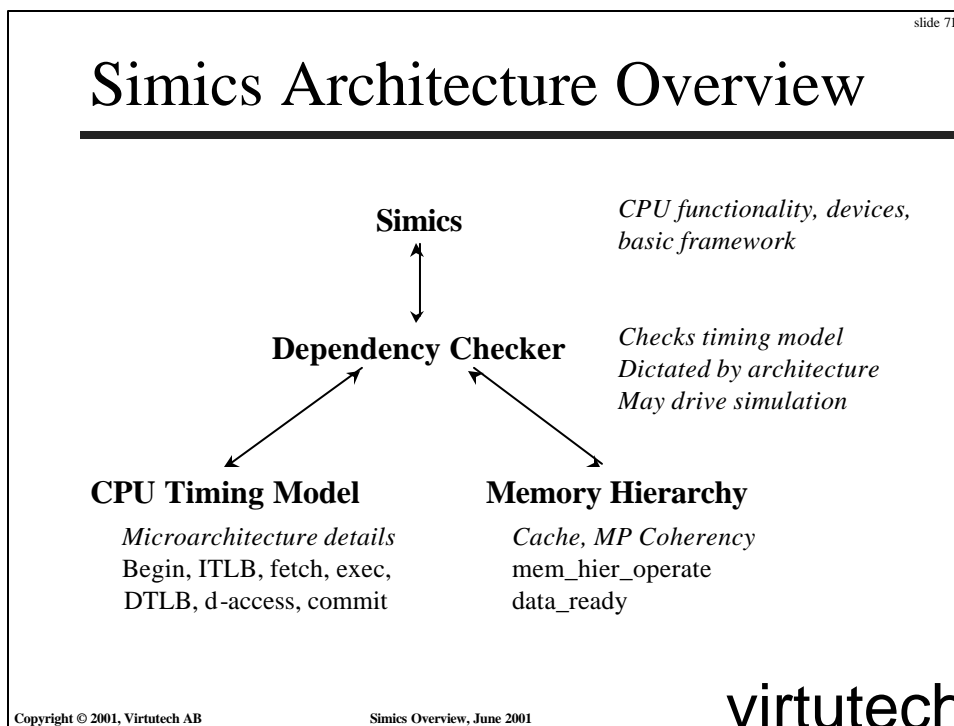 slide 71
Simics Architecture Overview
Simics
CPU functionality, devices,
basic framework
Dependency Checker
Checks timing model
Dictated by architecture
May drive simulation
CPU Timing Model
Microarchitecture details
Begin, ITLB, fetch, exec,
DTLB, d-access, commit
Memory Hierarchy
Cache, MP Coherency
mem_hier_operate
data_ready
Copyright © 2001, Virtutech AB
Simics Overview, June 2001
virtutech